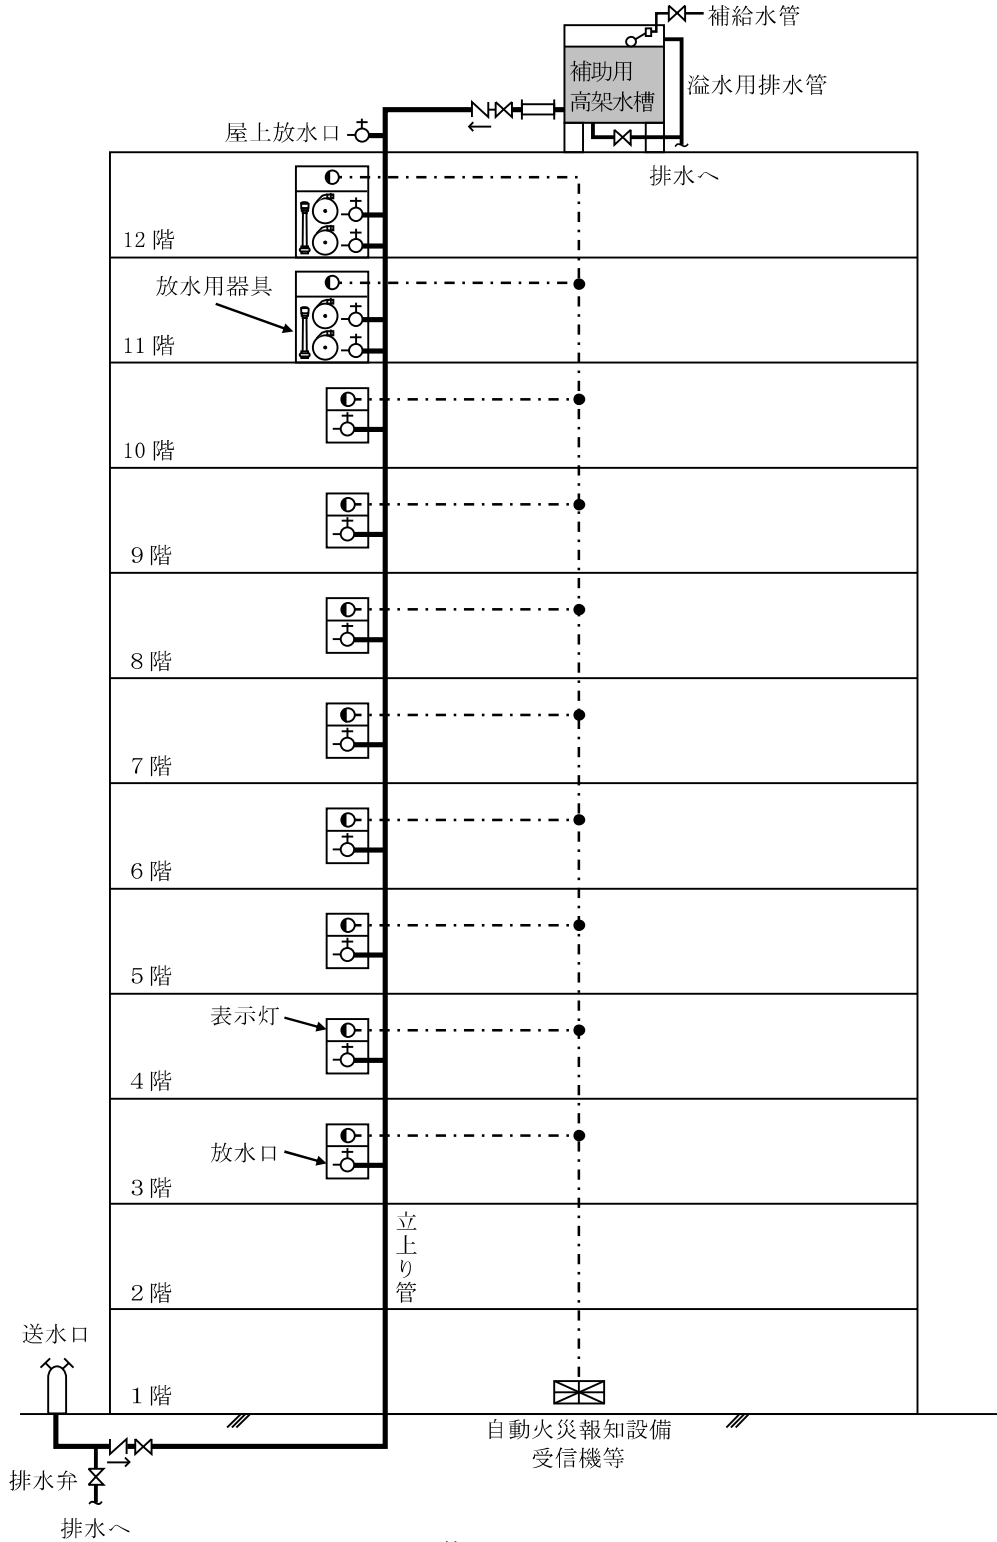 補給水管
補助用
高架水槽
溢水用排水管
屋上放水口
排水へ
12 階
放水用器具
11 階
10 階
9 階
8 階
7 階
6 階
5 階
表示灯
4 階
放水口
3 階
立上り管
2 階
送水口
1 階
自動火災報知設備
受信機等
排水弁
排水へ